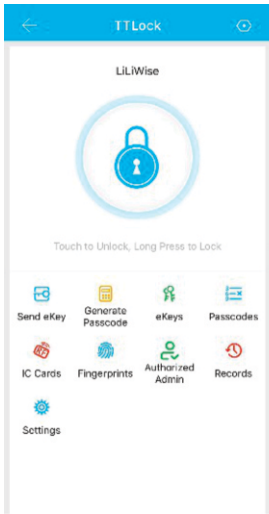 TTLock
LiLiWise
Touch to Unlock, Long Press to Lock
Send eKey
Generate
Passcode
eKeys
Passcodes
IC Cards
Fingerprints
Authorized
Admin
Records
Settings